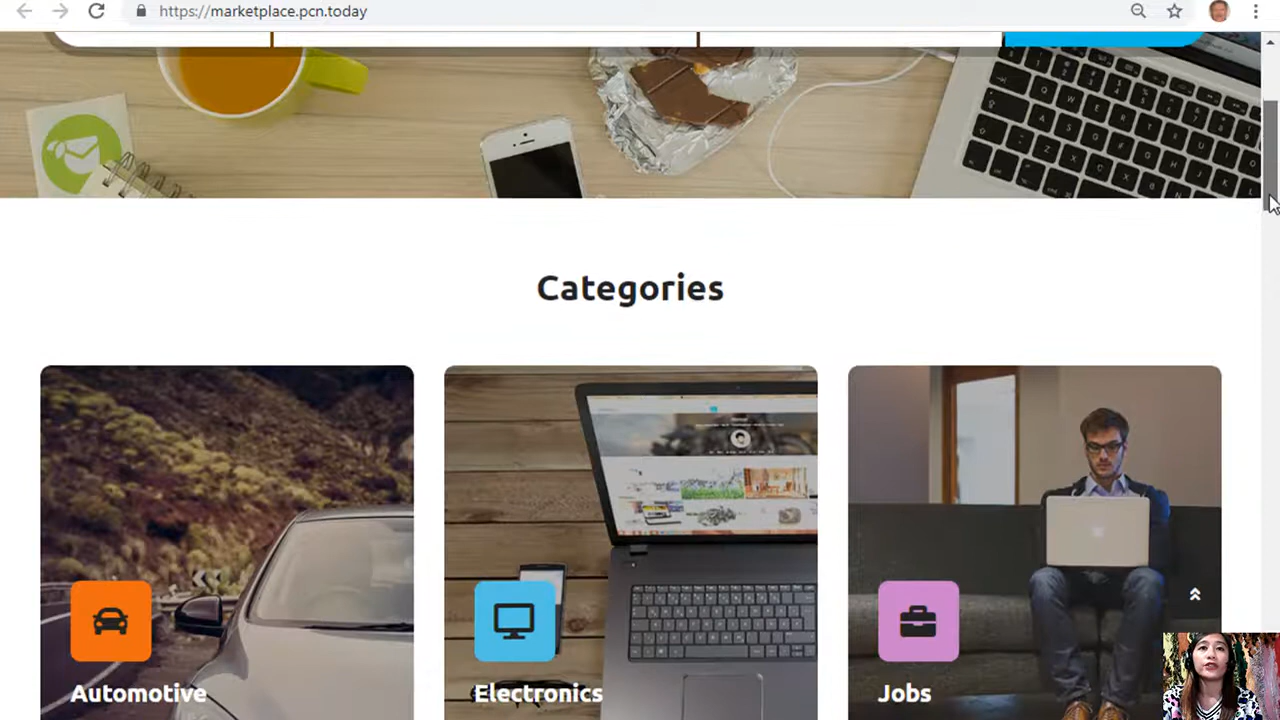 https://marketplace.pcn.today
Categories
Automotive
Electronics
Jobs